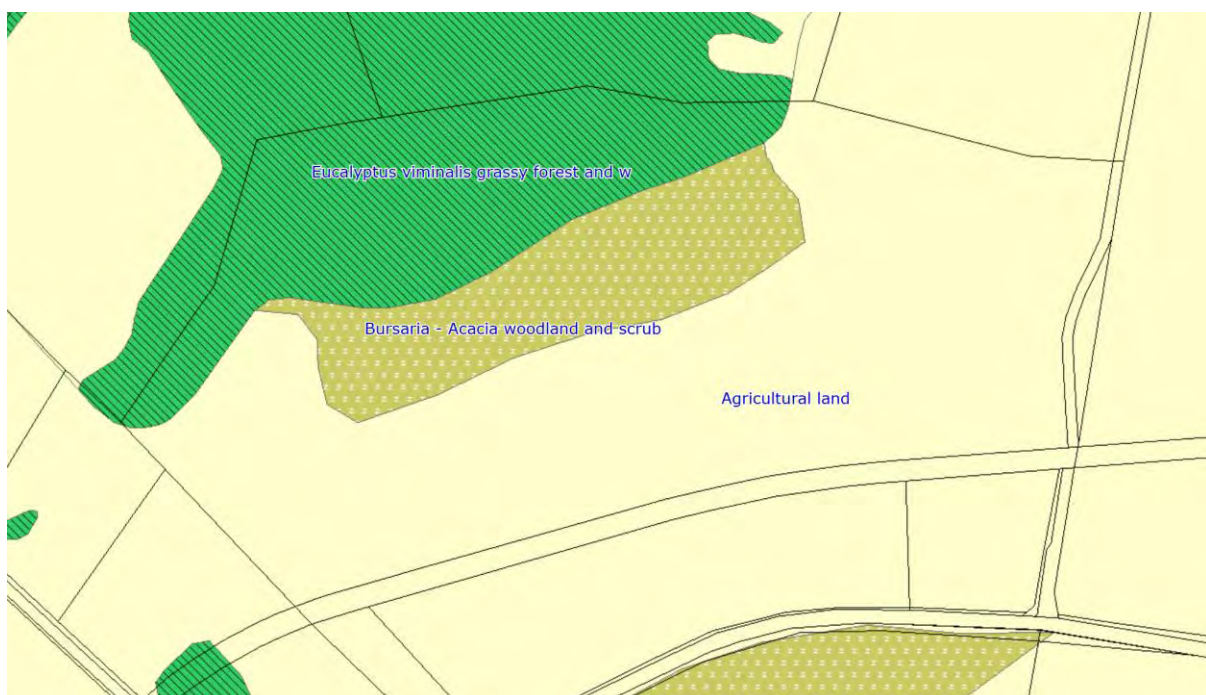 Eucalyptus viminalis grassy forest and w
Bursaria - Acacia woodland and scrub
Agricultural land